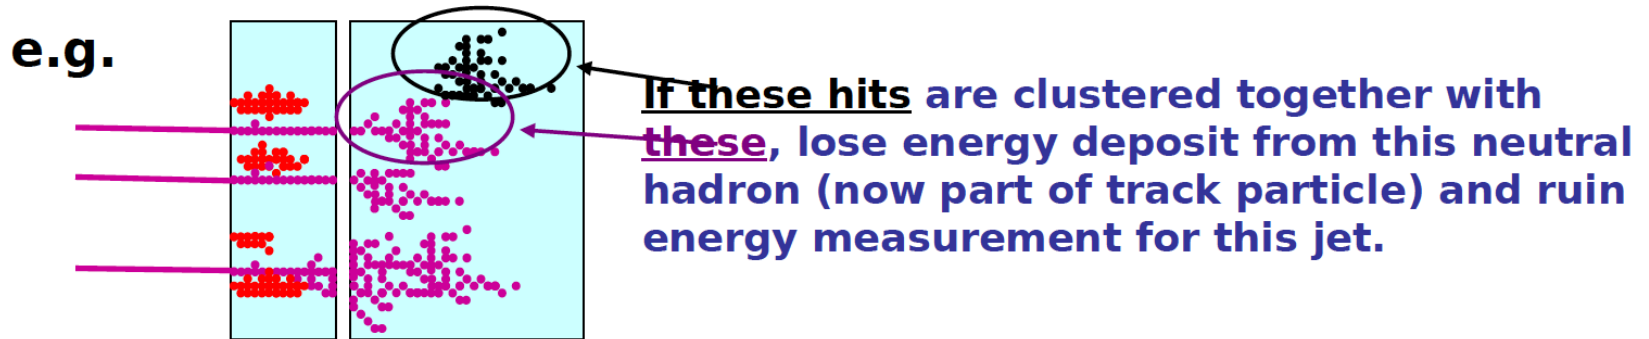 e.g.
If these hits are clustered together with
these, lose energy deposit from this neutral
hadron (now part of track particle) and ruin
energy measurement for this jet.